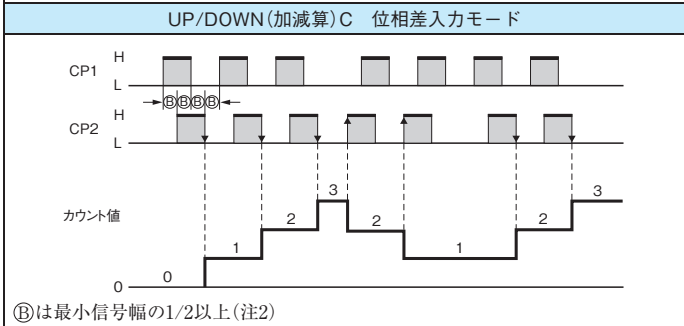 UP/DOWN(加減算)C 位相差入力モード
H
CP1
L
ⒷⒷⒷⒷ
H
CP2
L
カウント値
0
0
1
2
3
2
1
2
3
Ⓑは最小信号幅の1/2以上(注2)